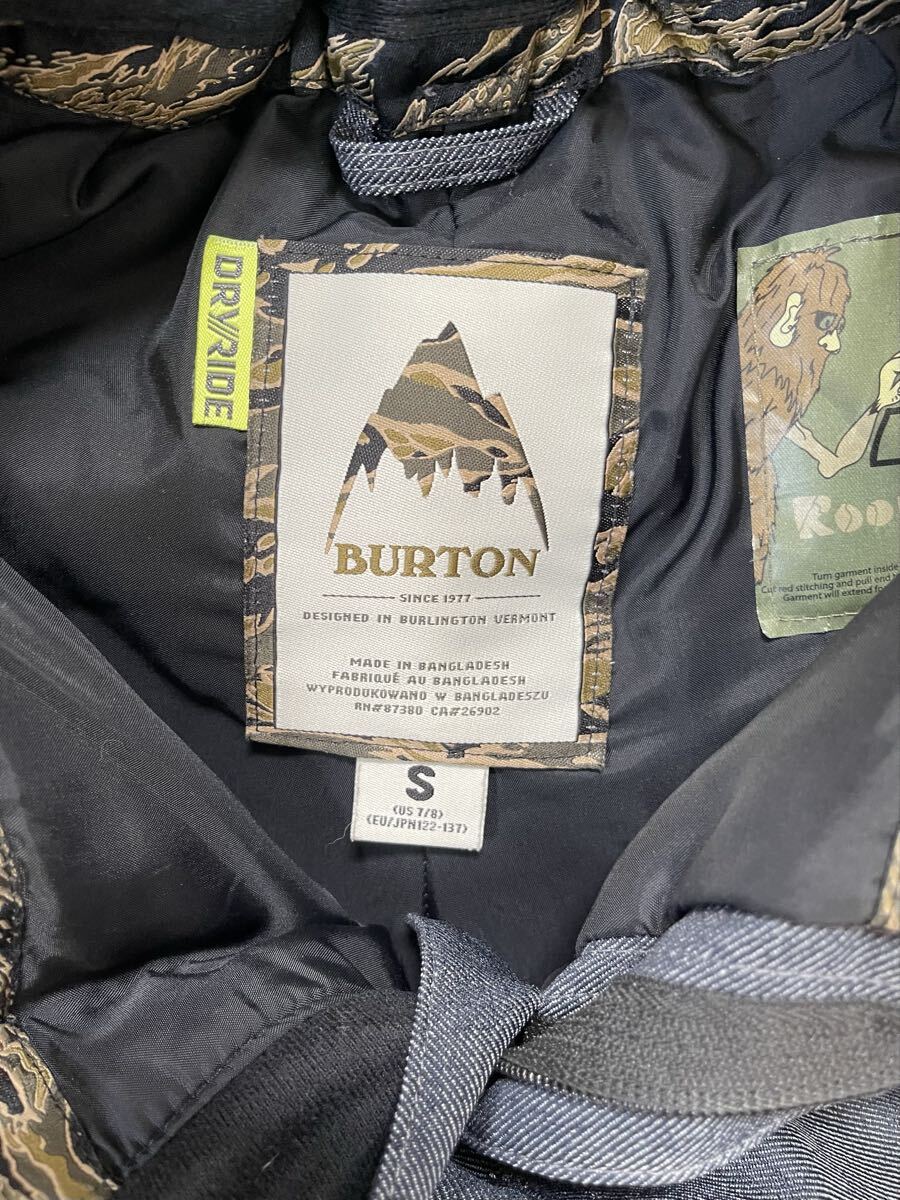 DRY/RIDE
BURTON
SINCE 1977
DESIGNED IN BURLINGTON VERMONT
MADE IN BANGLADESH
FABRIQUÉ AU BANGLADESH
WYPRODUKOWANO W BANGLADESZU
RN#87380 CA#26902
S
<US 7/8>
<EU/JPN122-137>
Roo
Turn garment inside
Cut red stitching and pull end
Garment will extend fo